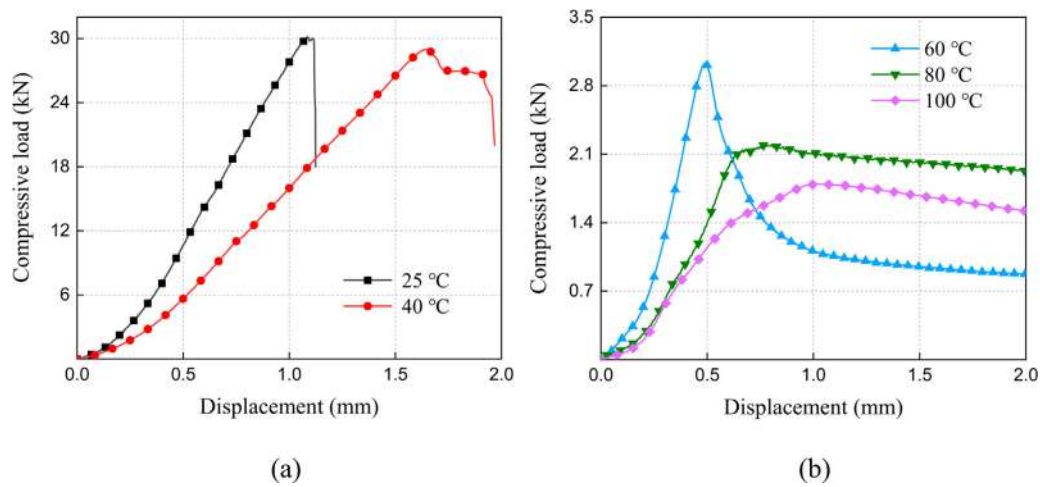 30
24
18
12
6
Compressive load (kN)
25 ℃
40 ℃
0.0 0.5 1.0 1.5 2.0
Displacement (mm)
(a)
3.5
2.8
2.1
1.4
0.7
Compressive load (kN)
60 ℃
80 ℃
100 ℃
0.0 0.5 1.0 1.5 2.0
Displacement (mm)
(b)